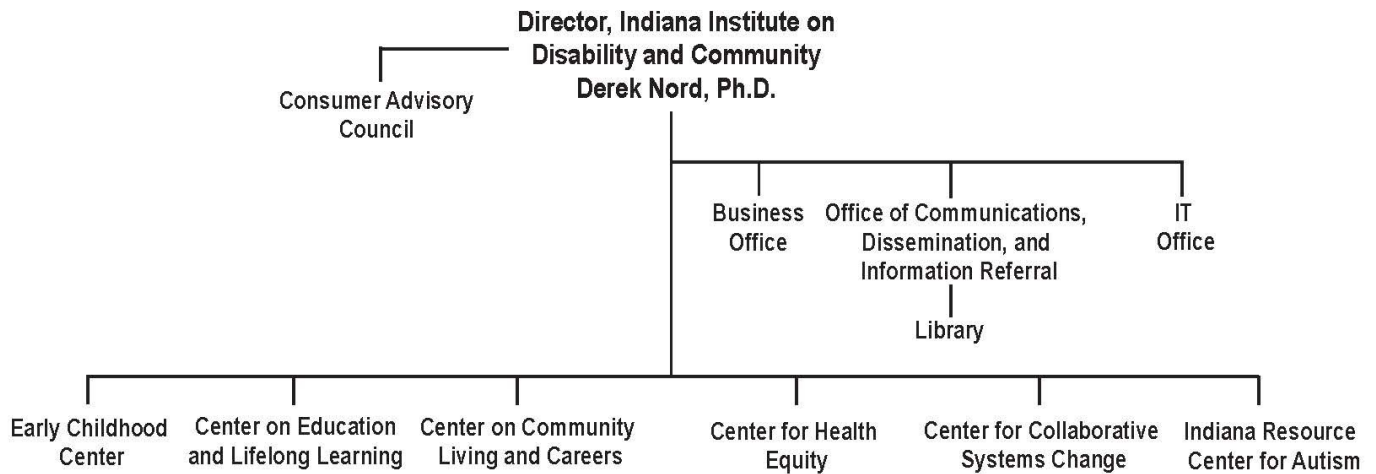 Director, Indiana Institute on
Disability and Community
Derek Nord, Ph.D.
Consumer Advisory
Council
Business
Office
Office of Communications,
Dissemination, and
Information Referral
IT
Office
Library
Early Childhood
Center
Center on Education
and Lifelong Learning
Center on Community
Living and Careers
Center for Health
Equity
Center for Collaborative
Systems Change
Indiana Resource
Center for Autism